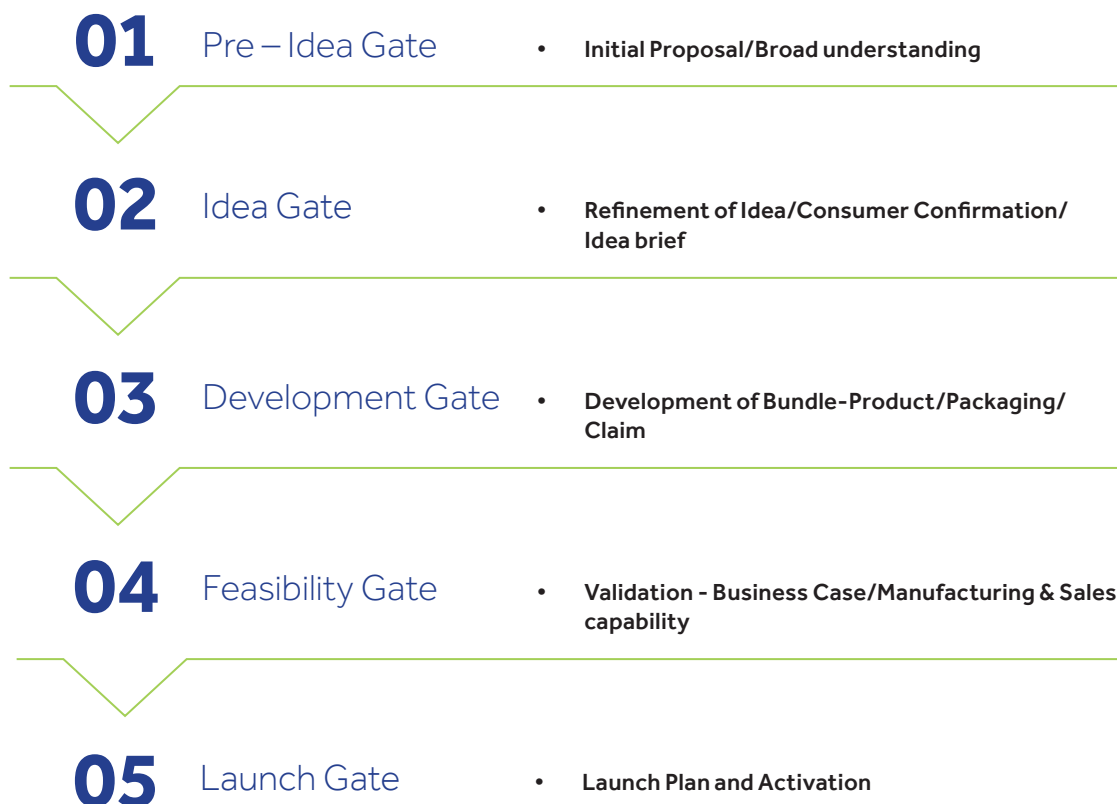 01 Pre – Idea Gate • Initial Proposal/Broad understanding
02 Idea Gate • Refinement of Idea/Consumer Confirmation/
Idea brief
03 Development Gate • Development of Bundle-Product/Packaging/
Claim
04 Feasibility Gate • Validation - Business Case/Manufacturing & Sales
capability
05 Launch Gate • Launch Plan and Activation